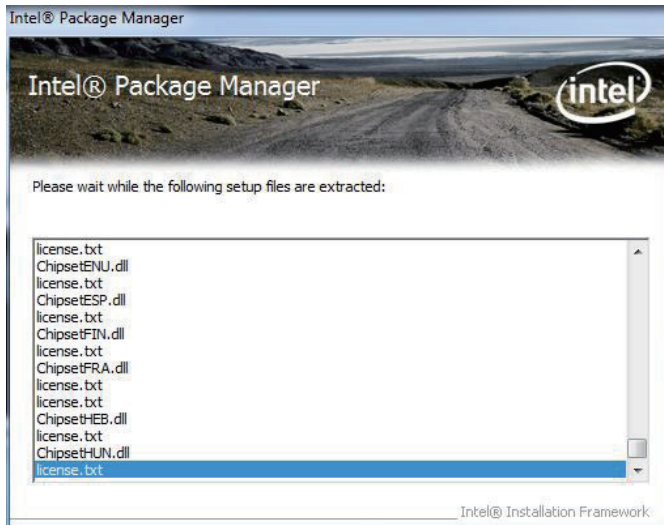 Intel® Package Manager
Intel® Package Manager
intel
Please wait while the following setup files are extracted:
license.txt
ChipsetENU.dll
license.txt
ChipsetESP.dll
license.txt
ChipsetFIN.dll
license.txt
ChipsetFRA.dll
license.txt
license.txt
ChipsetHEB.dll
license.txt
ChipsetHUN.dll
license.txt
Intel® Installation Framework